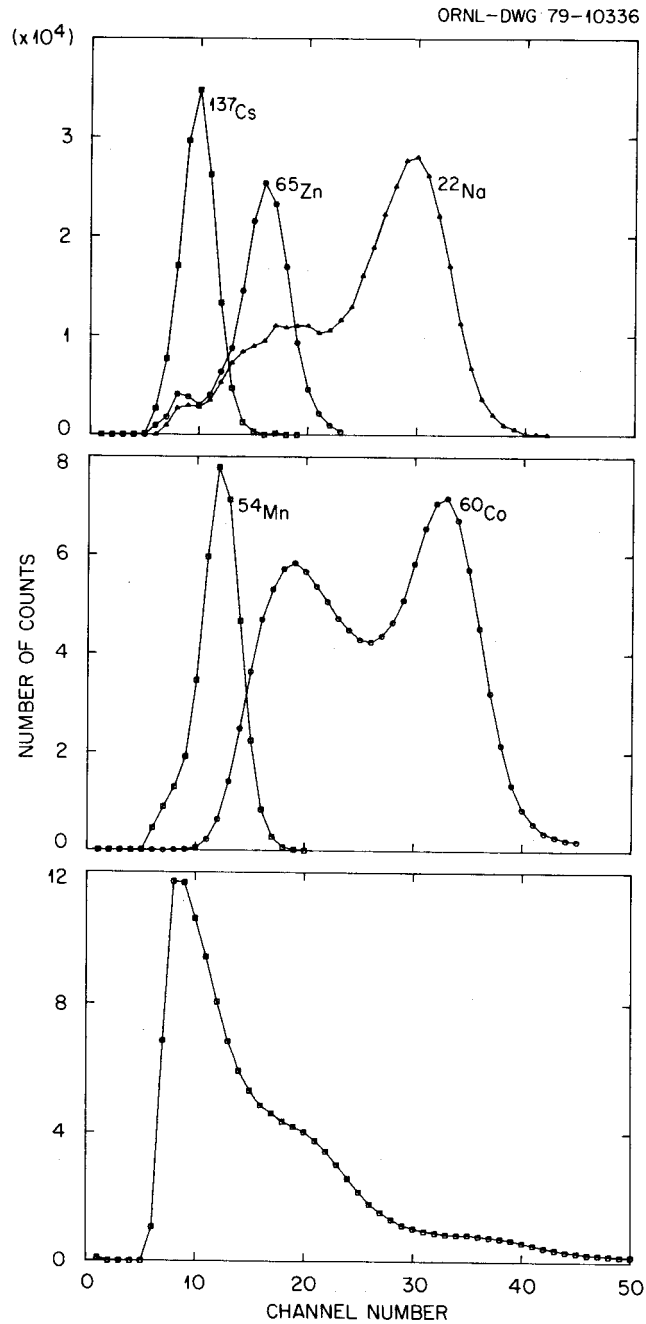 ORNL-DWG 79-10336
(x10⁴)
4
3
2
1
0
¹³⁷Cs
⁶⁵Zn
²²Na
8
6
4
2
0
⁵⁴Mn
⁶⁰Co
NUMBER OF COUNTS
12
8
4
0
0 10 20 30 40 50
CHANNEL NUMBER